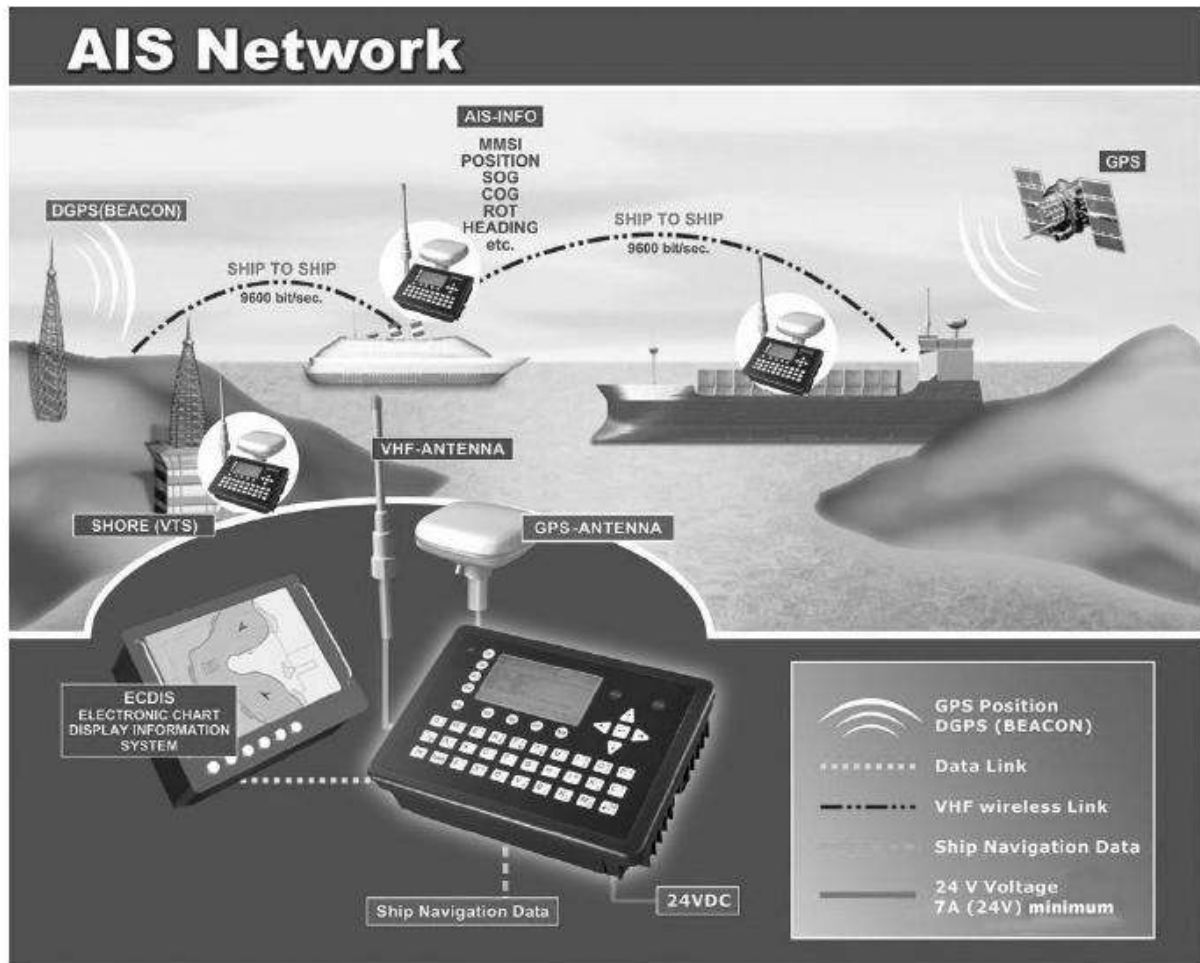 AIS Network
AIS-INFO
MMSI
POSITION
SOG
COG
ROT
HEADING
etc.
GPS
DGPS(BEACON)
SHIP TO SHIP
9600 bit/sec.
SHIP TO SHIP
9600 bit/sec.
VHF-ANTENNA
SHORE (VTS)
GPS-ANTENNA
ECDIS
ELECTRONIC CHART
DISPLAY INFORMATION
SYSTEM
Ship Navigation Data
24VDC
GPS Position
DGPS (BEACON)
Data Link
VHF wireless Link
Ship Navigation Data
24 V Voltage
7A (24V) minimum